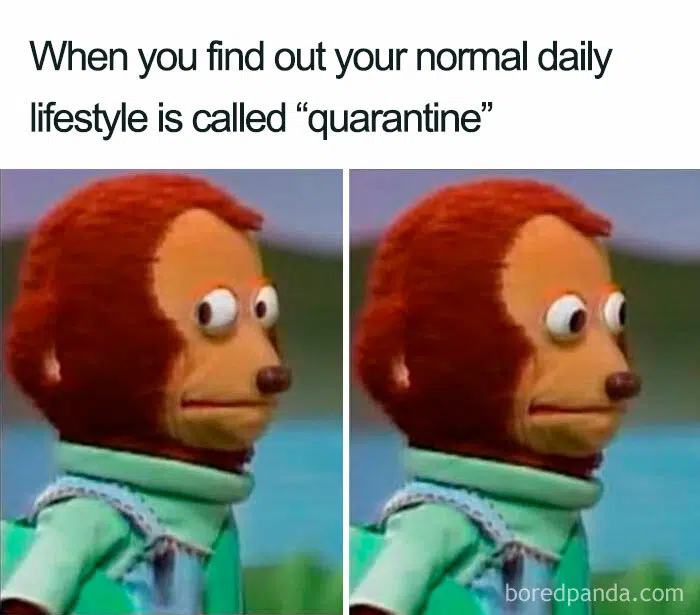 When you find out your normal daily
lifestyle is called “quarantine”
boredpanda.com